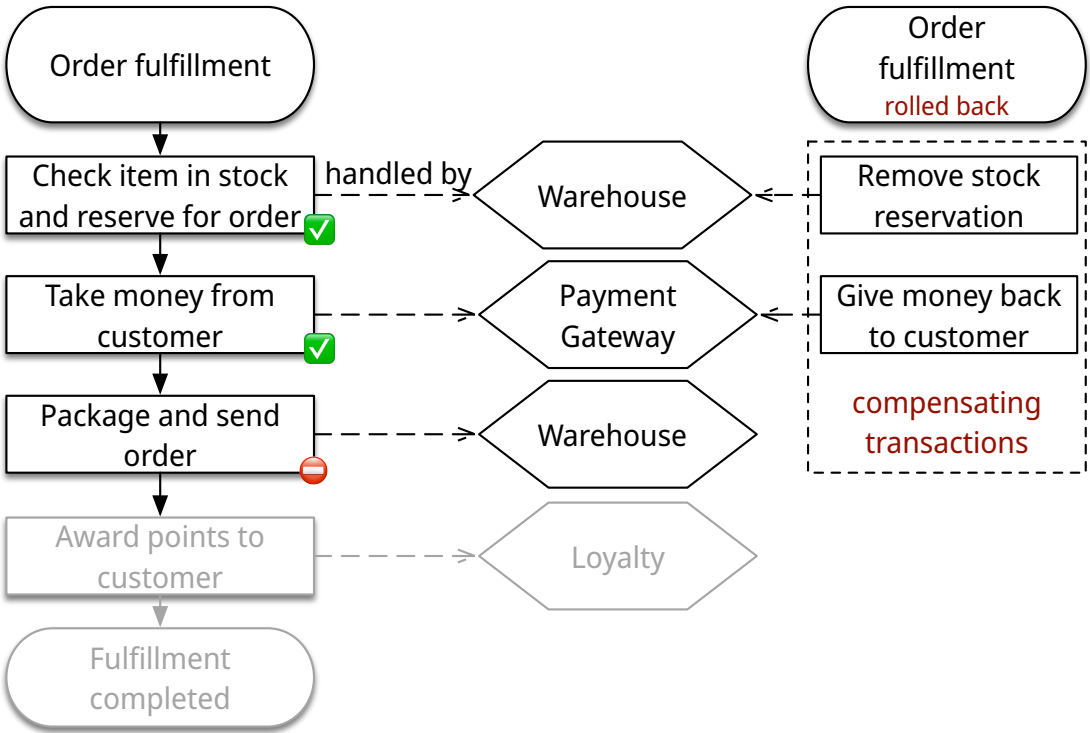 Order fulfillment
Check item in stock
and reserve for order
handled by
Warehouse
Take money from
customer
Payment
Gateway
Package and send
order
Warehouse
Award points to
customer
Loyalty
Fulfillment
completed
Order
fulfillment
rolled back
Remove stock
reservation
Give money back
to customer
compensating
transactions